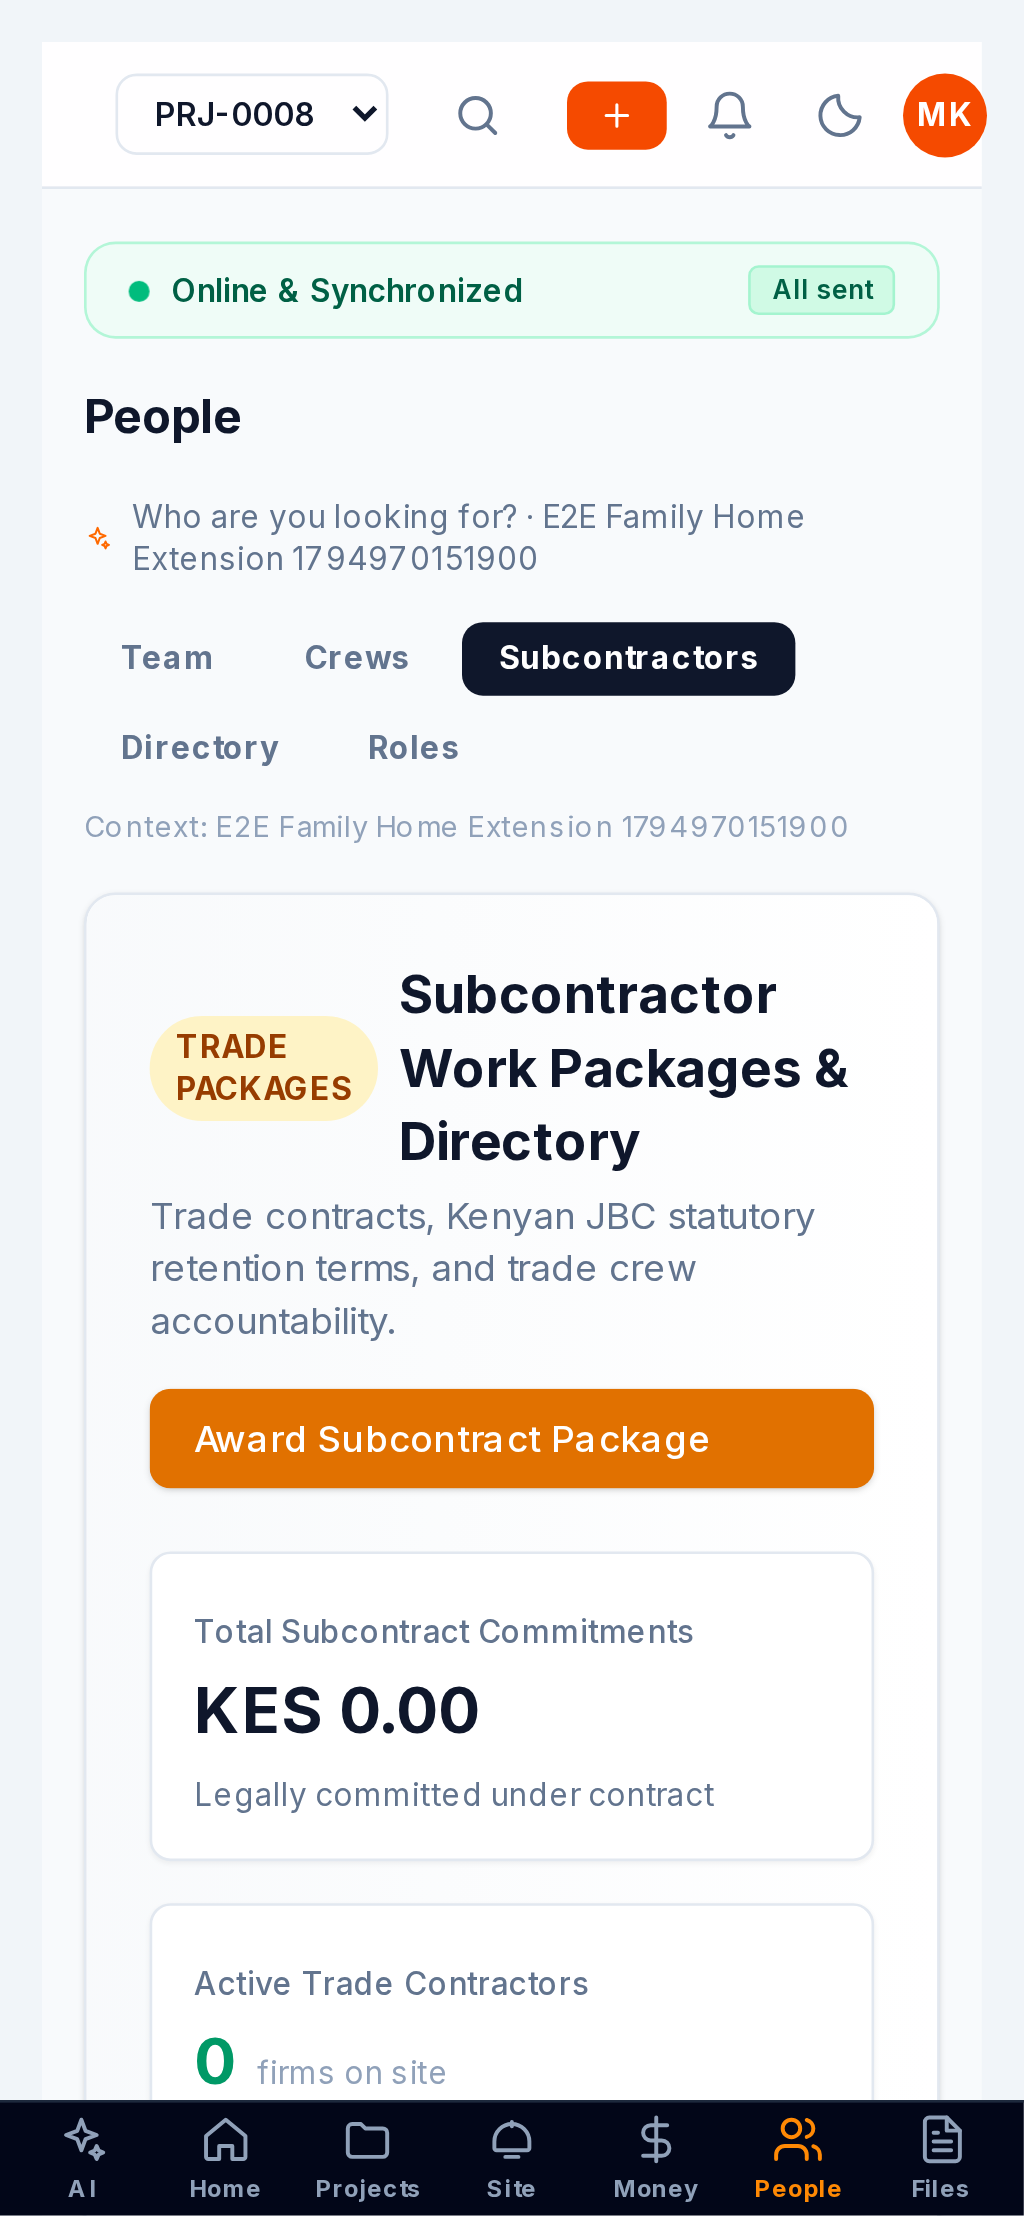 PRJ-0008
MK
Online & Synchronized
All sent
People
Who are you looking for? · E2E Family Home
Extension 1794970151900
Team
Crews
Subcontractors
Directory
Roles
Context: E2E Family Home Extension 1794970151900
TRADE
PACKAGES
Subcontractor
Work Packages &
Directory
Trade contracts, Kenyan JBC statutory
retention terms, and trade crew
accountability.
Award Subcontract Package
Total Subcontract Commitments
KES 0.00
Legally committed under contract
Active Trade Contractors
0 firms on site
AI
Home
Projects
Site
Money
People
Files